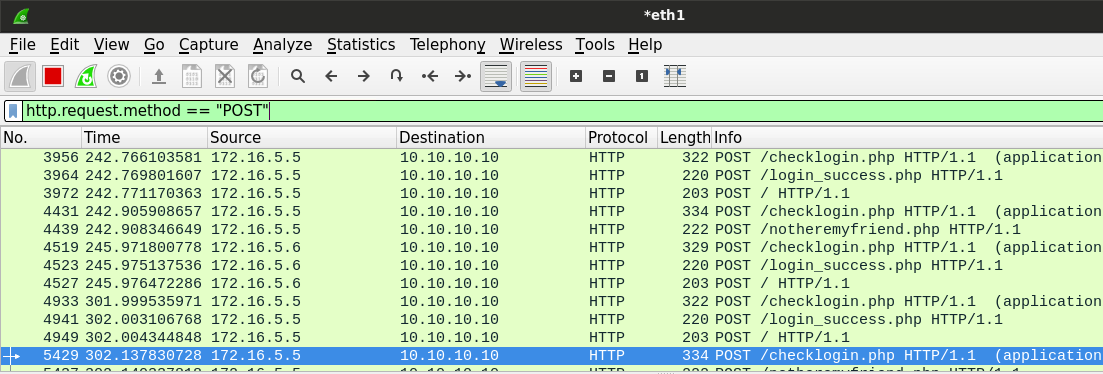 *eth1
File Edit View Go Capture Analyze Statistics Telephony Wireless Tools Help
http.request.method == "POST"
No. Time Source Destination Protocol Length Info
3956 242.766103581 172.16.5.5 10.10.10.10 HTTP 322 POST /checklogin.php HTTP/1.1 (application
3964 242.769801607 172.16.5.5 10.10.10.10 HTTP 220 POST /login_success.php HTTP/1.1
3972 242.771170363 172.16.5.5 10.10.10.10 HTTP 203 POST / HTTP/1.1
4431 242.905908657 172.16.5.5 10.10.10.10 HTTP 334 POST /checklogin.php HTTP/1.1 (application
4439 242.908346649 172.16.5.5 10.10.10.10 HTTP 222 POST /notheremyfriend.php HTTP/1.1
4519 245.971800778 172.16.5.6 10.10.10.10 HTTP 329 POST /checklogin.php HTTP/1.1 (application
4523 245.975137536 172.16.5.6 10.10.10.10 HTTP 220 POST /login_success.php HTTP/1.1
4527 245.976472286 172.16.5.6 10.10.10.10 HTTP 203 POST / HTTP/1.1
4933 301.999535971 172.16.5.5 10.10.10.10 HTTP 322 POST /checklogin.php HTTP/1.1 (application
4941 302.003106768 172.16.5.5 10.10.10.10 HTTP 220 POST /login_success.php HTTP/1.1
4949 302.004344848 172.16.5.5 10.10.10.10 HTTP 203 POST / HTTP/1.1
5429 302.137830728 172.16.5.5 10.10.10.10 HTTP 334 POST /checklogin.php HTTP/1.1 (application